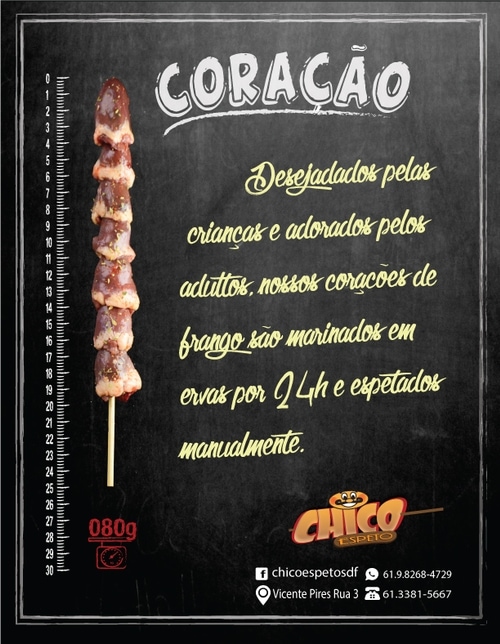 CORAÇÃO
0
1
2
3
4
5
6
7
8
9
10
11
12
13
14
15
16
17
18
19
20
21
22
23
24
25
26
27
28
29
30
Desejadados pelas
crianças e adorados pelos
aduttos, nossos coracões de
frango são marinados em
ervas por 24h e espetados
manualmente.
080g
CHICO
ESPETO
chicoespetosdf 61.9.8268-4729
Vicente Pires Rua 3 61.3381-5667